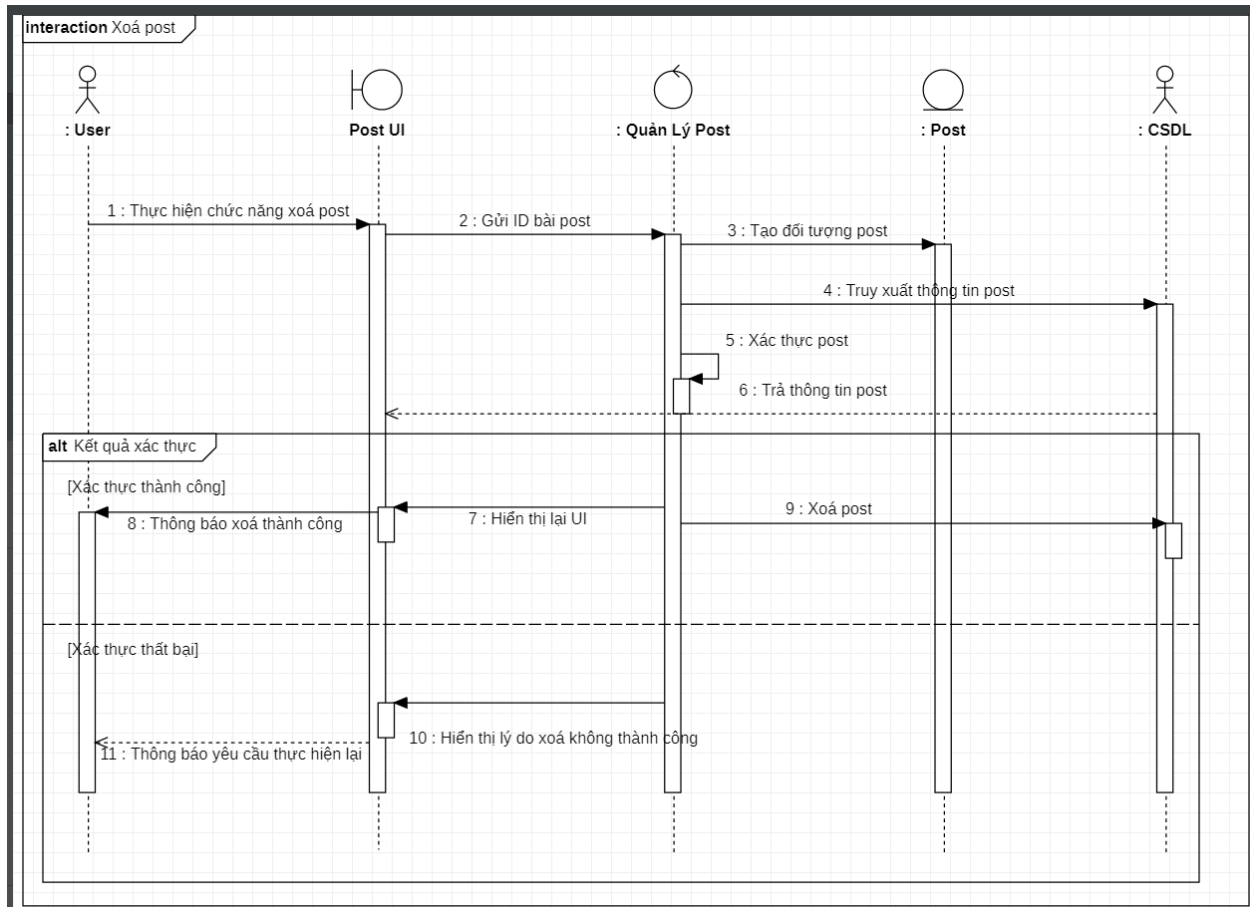 interaction Xoá post
: User
Post UI
: Quản Lý Post
: Post
: CSDL
1 : Thực hiện chức năng xoá post
2 : Gửi ID bài post
3 : Tạo đối tượng post
4 : Truy xuất thông tin post
5 : Xác thực post
6 : Trả thông tin post
alt Kết quả xác thực
[Xác thực thành công]
7 : Hiển thị lại UI
8 : Thông báo xoá thành công
9 : Xoá post
[Xác thực thất bại]
10 : Hiển thị lý do xoá không thành công
11 : Thông báo yêu cầu thực hiện lại